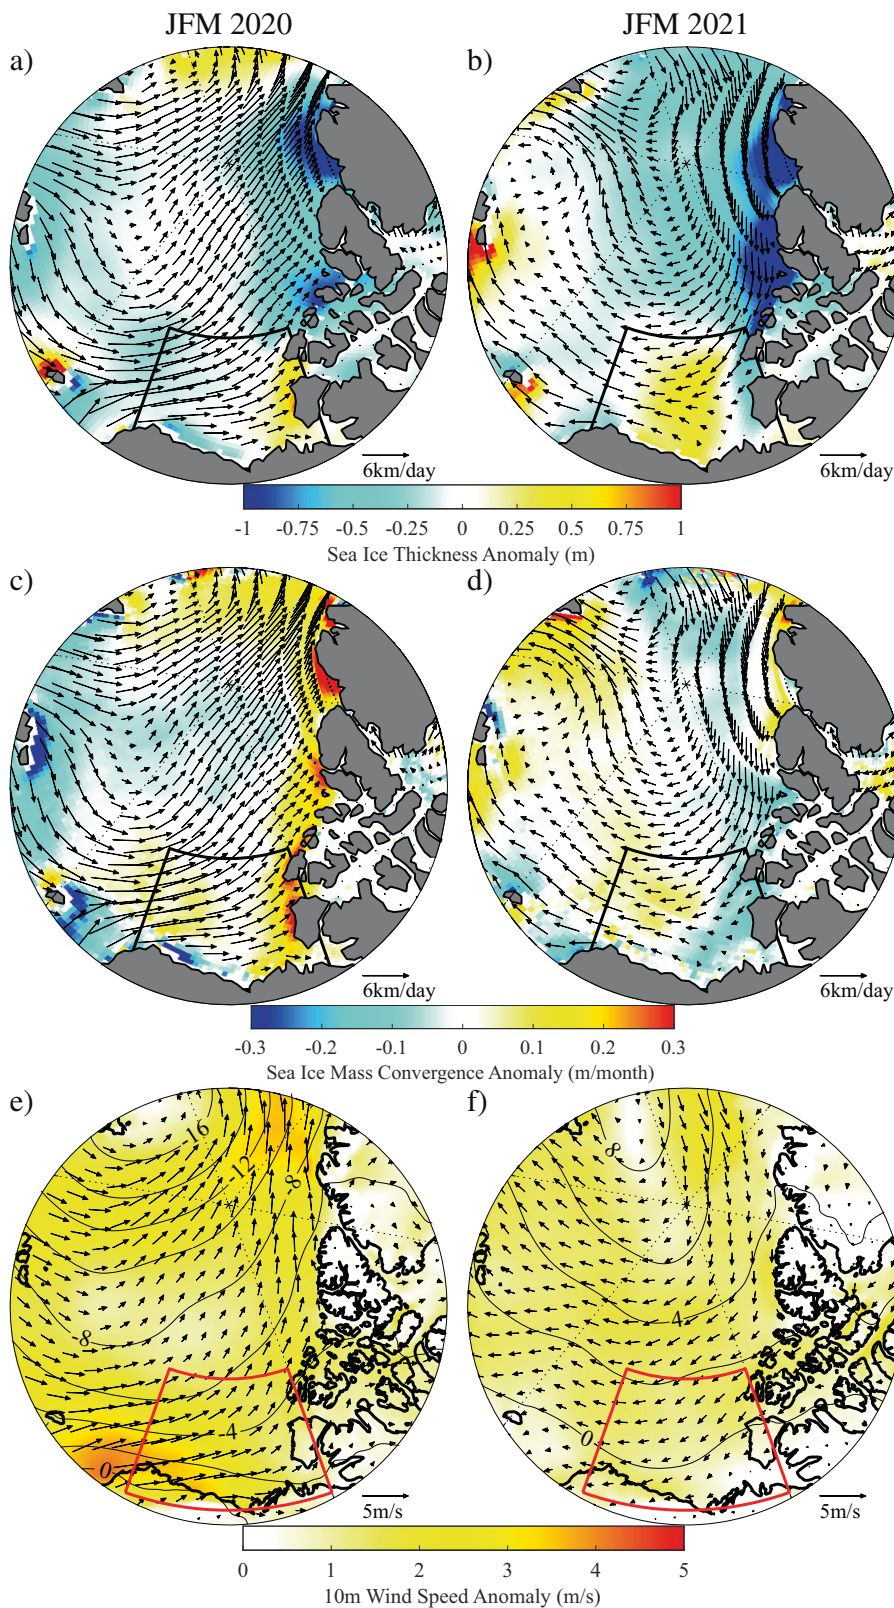 JFM 2020
JFM 2021
a)
b)
6km/day
6km/day
-1 -0.75 -0.5 -0.25 0 0.25 0.5 0.75 1
Sea Ice Thickness Anomaly (m)
c)
d)
6km/day
6km/day
-0.3 -0.2 -0.1 0 0.1 0.2 0.3
Sea Ice Mass Convergence Anomaly (m/month)
e)
f)
-16
8
-12
-8
4
8
-4
0
0
5m/s
5m/s
0 1 2 3 4 5
10m Wind Speed Anomaly (m/s)